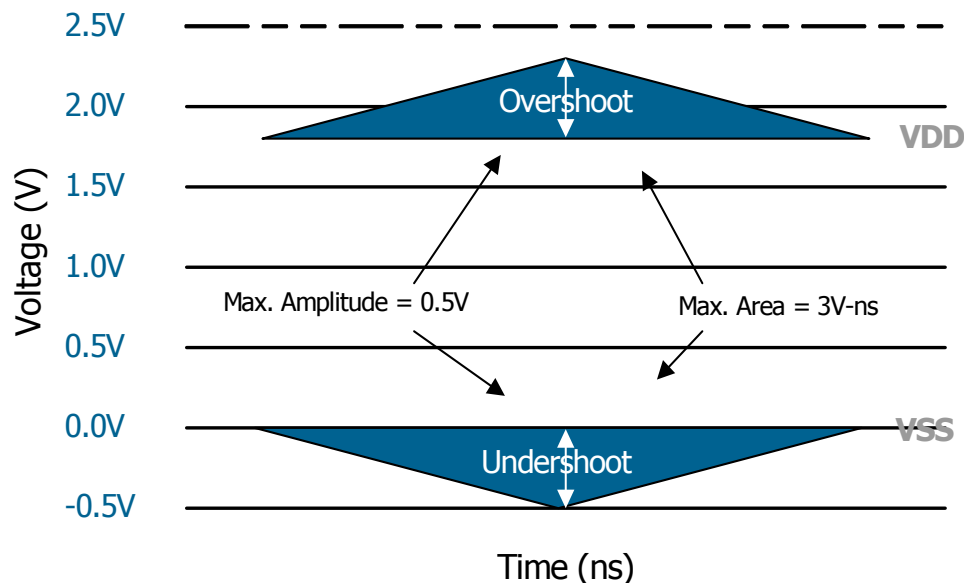 2.5V
Overshoot
2.0V
VDD
1.5V
Voltage (V)
1.0V
Max. Amplitude = 0.5V
Max. Area = 3V-ns
0.5V
0.0V
VSS
Undershoot
-0.5V
Time (ns)